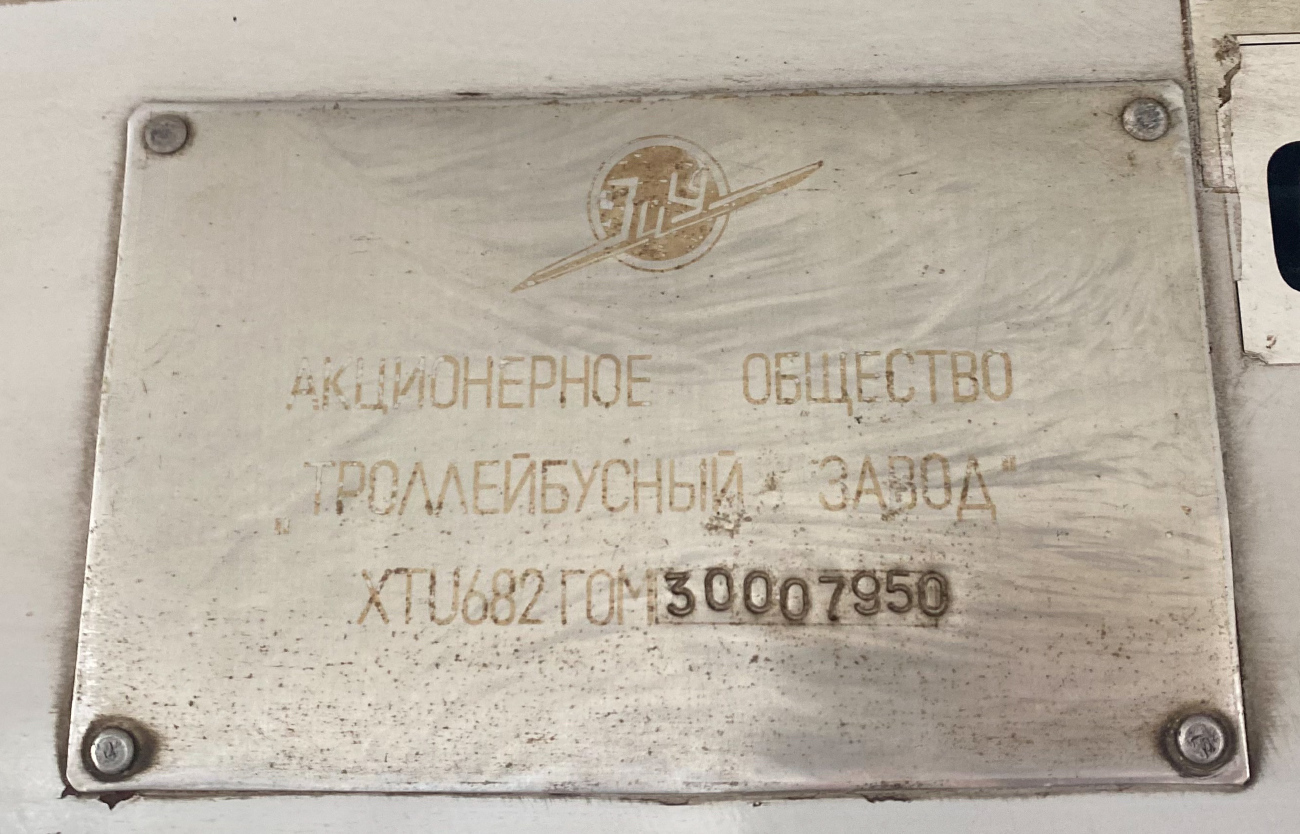 ЗиУ
АКЦИОНЕРНОЕ ОБЩЕСТВО
„ТРОЛЛЕЙБУСНЫЙ ЗАВОД“
XTU682ГОМ30007950